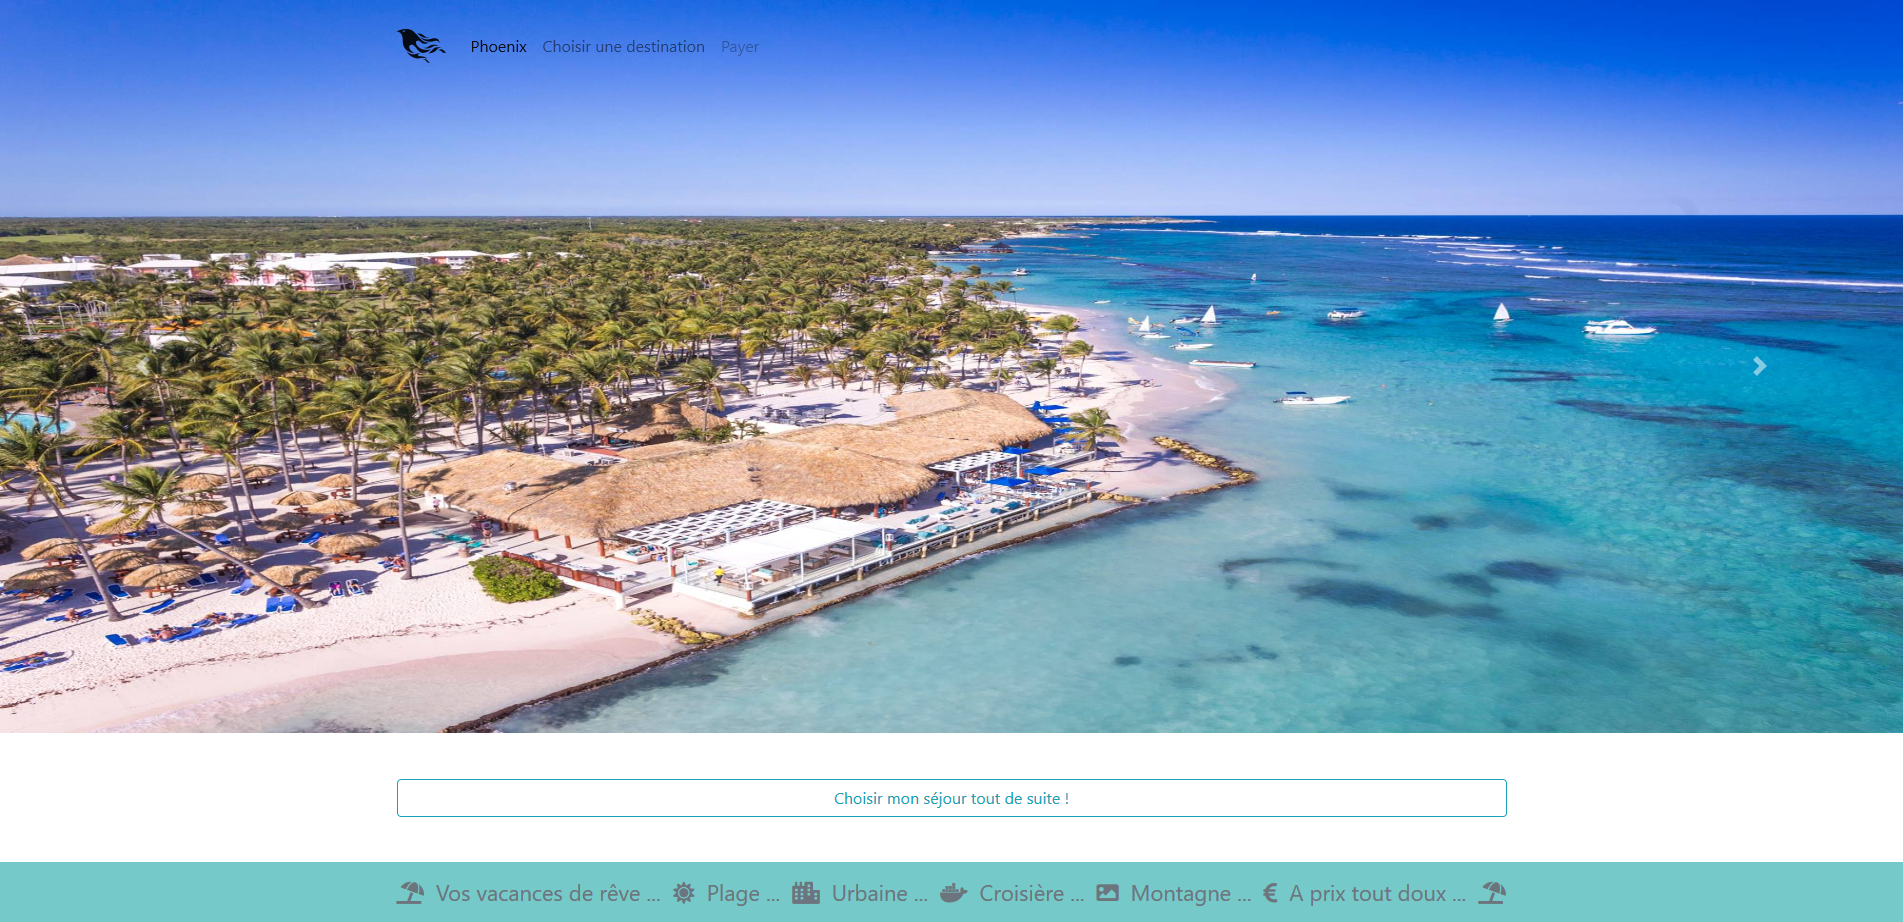 Phoenix Choisir une destination Payer
Choisir mon séjour tout de suite !
Vos vacances de rêve ... Plage ... Urbaine ... Croisière ... Montagne ... A prix tout doux ...